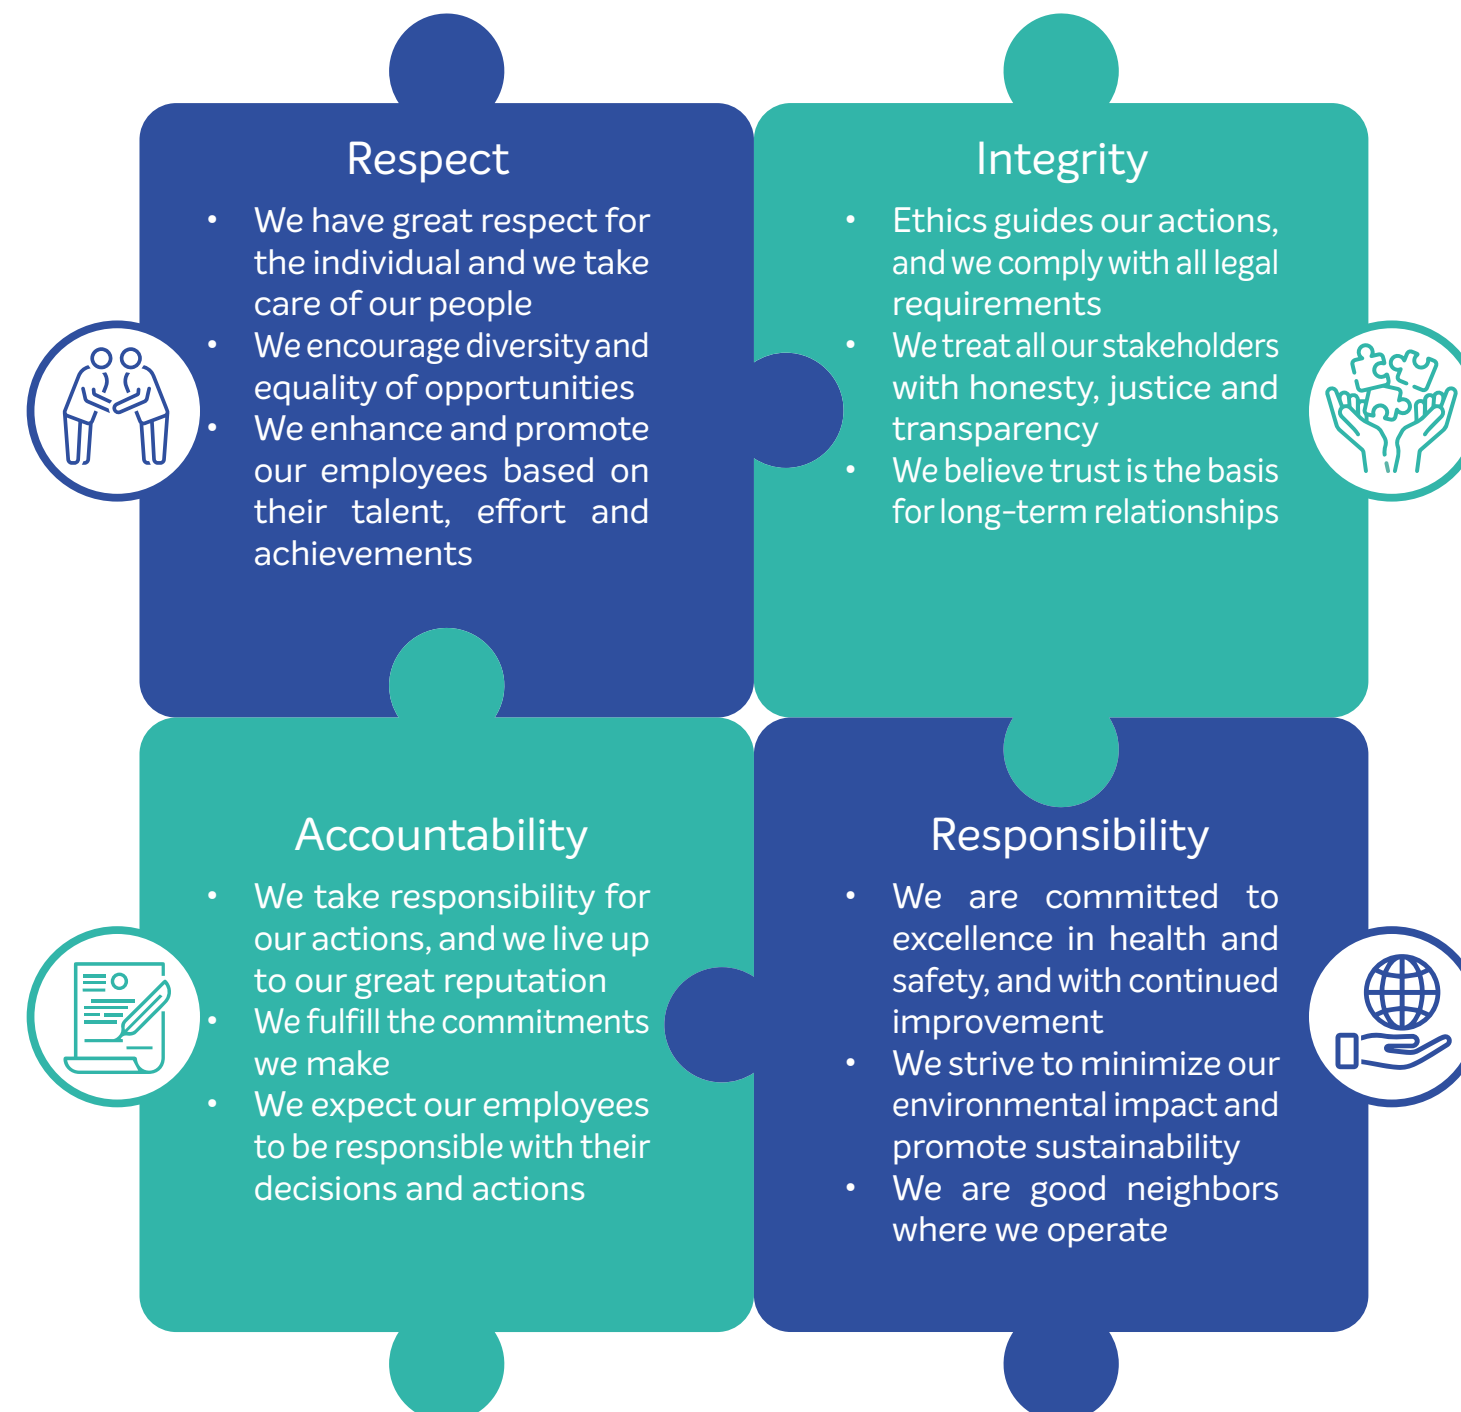 Respect
• We have great respect for
the individual and we take
care of our people
• We encourage diversity and
equality of opportunities
• We enhance and promote
our employees based on
their talent, effort and
achievements
Integrity
• Ethics guides our actions,
and we comply with all legal
requirements
• We treat all our stakeholders
with honesty, justice and
transparency
• We believe trust is the basis
for long-term relationships
Accountability
• We take responsibility for
our actions, and we live up
to our great reputation
• We fulfill the commitments
we make
• We expect our employees
to be responsible with their
decisions and actions
Responsibility
• We are committed to
excellence in health and
safety, and with continued
improvement
• We strive to minimize our
environmental impact and
promote sustainability
• We are good neighbors
where we operate